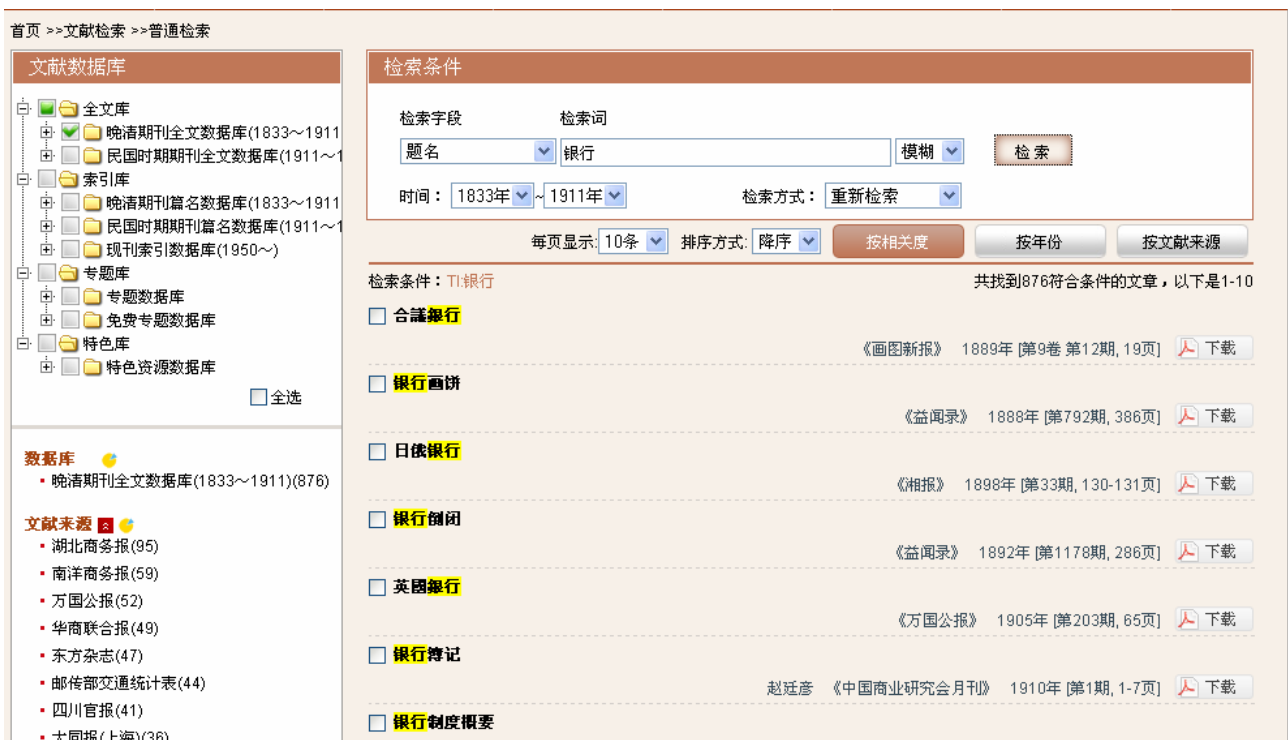 首页 >>文献检索 >>普通检索
文献数据库
全文库
晚清期刊全文数据库(1833～1911
民国时期期刊全文数据库(1911～1
索引库
晚清期刊篇名数据库(1833～1911
民国时期期刊篇名数据库(1911～1
现刊索引数据库(1950～)
专题库
专题数据库
免费专题数据库
特色库
特色资源数据库
全选
数据库
晚清期刊全文数据库(1833～1911)(876)
文献来源
湖北商务报(95)
南洋商务报(59)
万国公报(52)
华商联合报(49)
东方杂志(47)
邮传部交通统计表(44)
四川官报(41)
大同报(上海)(36)
检索条件
检索字段 检索词
题名 银行 模糊 检索
时间： 1833年 ~ 1911年 检索方式： 重新检索
每页显示: 10条 排序方式: 降序 按相关度 按年份 按文献来源
检索条件：TI:银行 共找到876符合条件的文章，以下是1-10
合議銀行
《画图新报》 1889年 [第9卷 第12期, 19页] 下载
银行画饼
《益闻录》 1888年 [第792期, 386页] 下载
日俄银行
《湘报》 1898年 [第33期, 130-131页] 下载
银行倒闭
《益闻录》 1892年 [第1178期, 286页] 下载
英國銀行
《万国公报》 1905年 [第203期, 65页] 下载
银行簿记
赵廷彦 《中国商业研究会月刊》 1910年 [第1期, 1-7页] 下载
银行制度概要